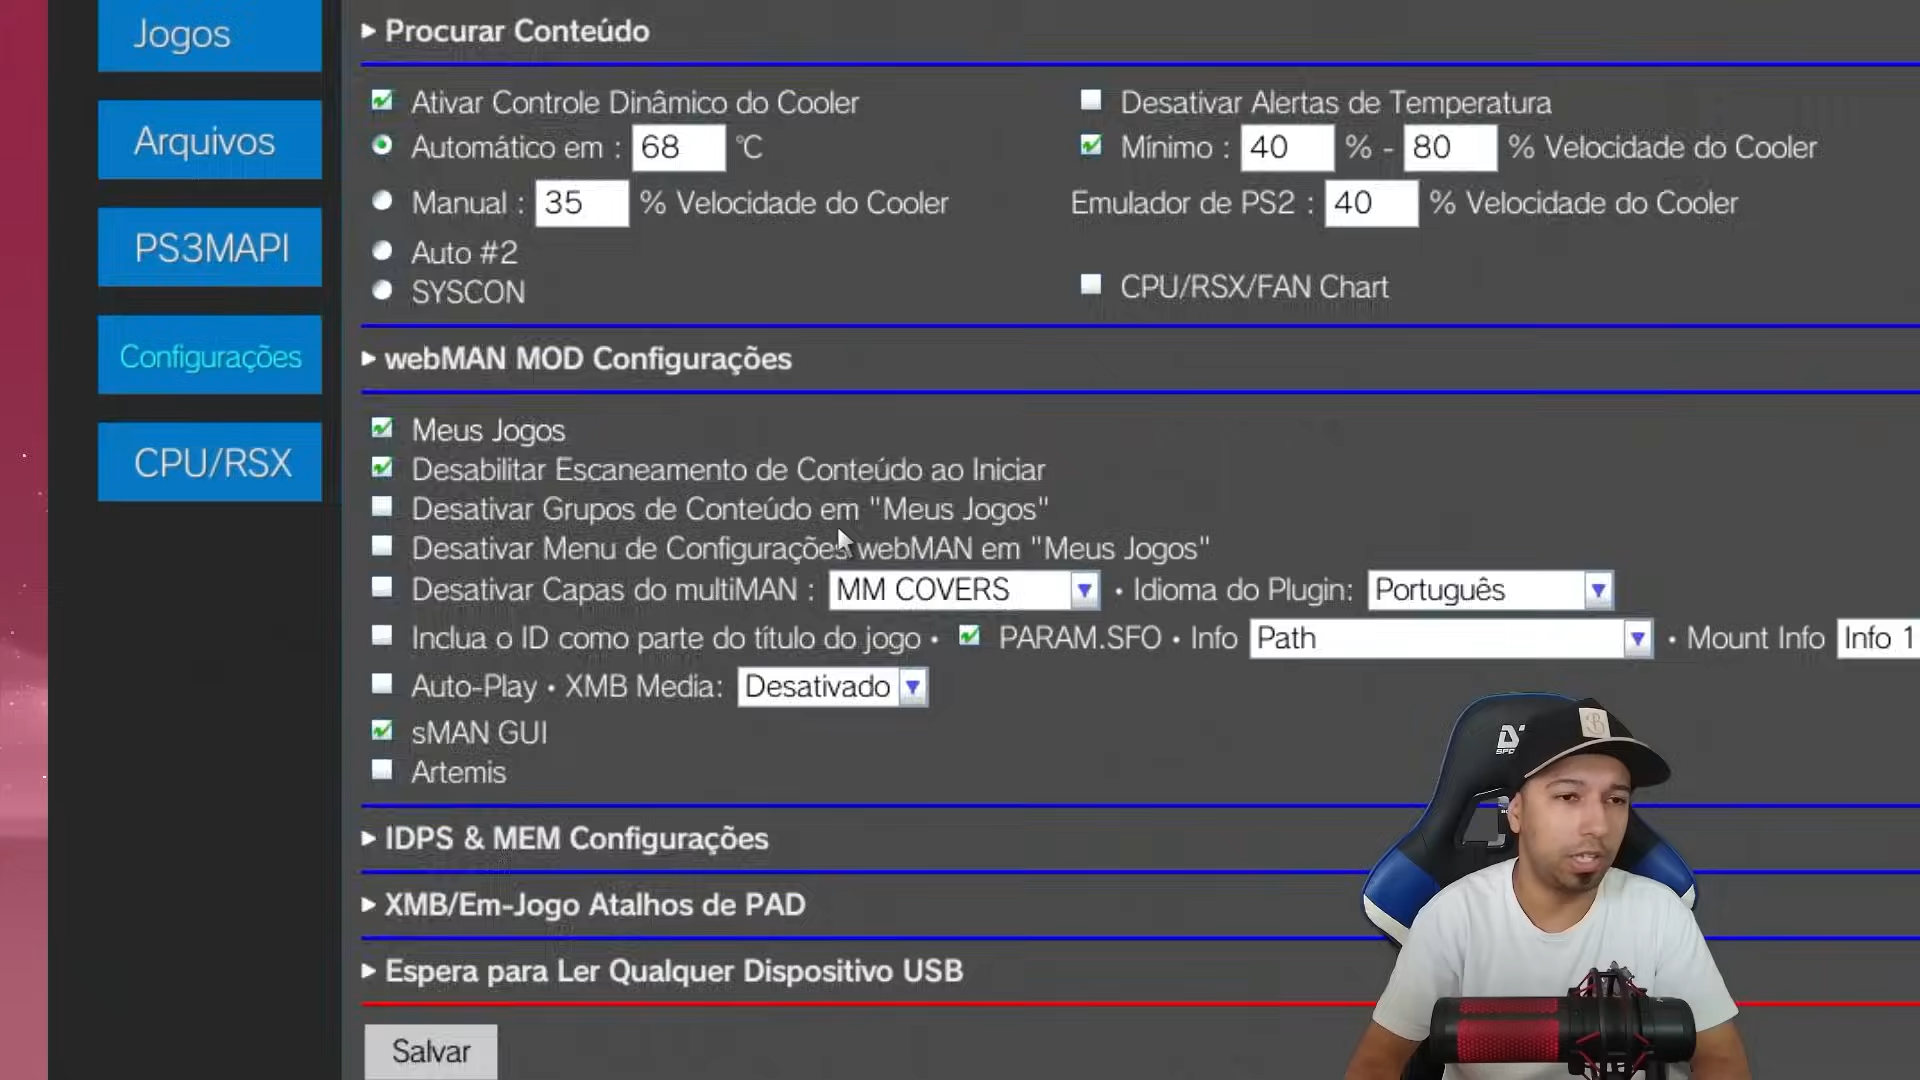 Jogos
Arquivos
PS3MAPI
Configurações
CPU/RSX
Procurar Conteúdo
Ativar Controle Dinâmico do Cooler
Desativar Alertas de Temperatura
Automático em : 68 °C
Mínimo : 40 % - 80 % Velocidade do Cooler
Manual : 35 % Velocidade do Cooler
Emulador de PS2 : 40 % Velocidade do Cooler
Auto #2
SYSCON
CPU/RSX/FAN Chart
webMAN MOD Configurações
Meus Jogos
Desabilitar Escaneamento de Conteúdo ao Iniciar
Desativar Grupos de Conteúdo em "Meus Jogos"
Desativar Menu de Configurações webMAN em "Meus Jogos"
Desativar Capas do multiMAN : MM COVERS • Idioma do Plugin: Português
Inclua o ID como parte do título do jogo • PARAM.SFO • Info Path • Mount Info Info 1
Auto-Play • XMB Media: Desativado
sMAN GUI
Artemis
IDPS & MEM Configurações
XMB/Em-Jogo Atalhos de PAD
Espera para Ler Qualquer Dispositivo USB
Salvar